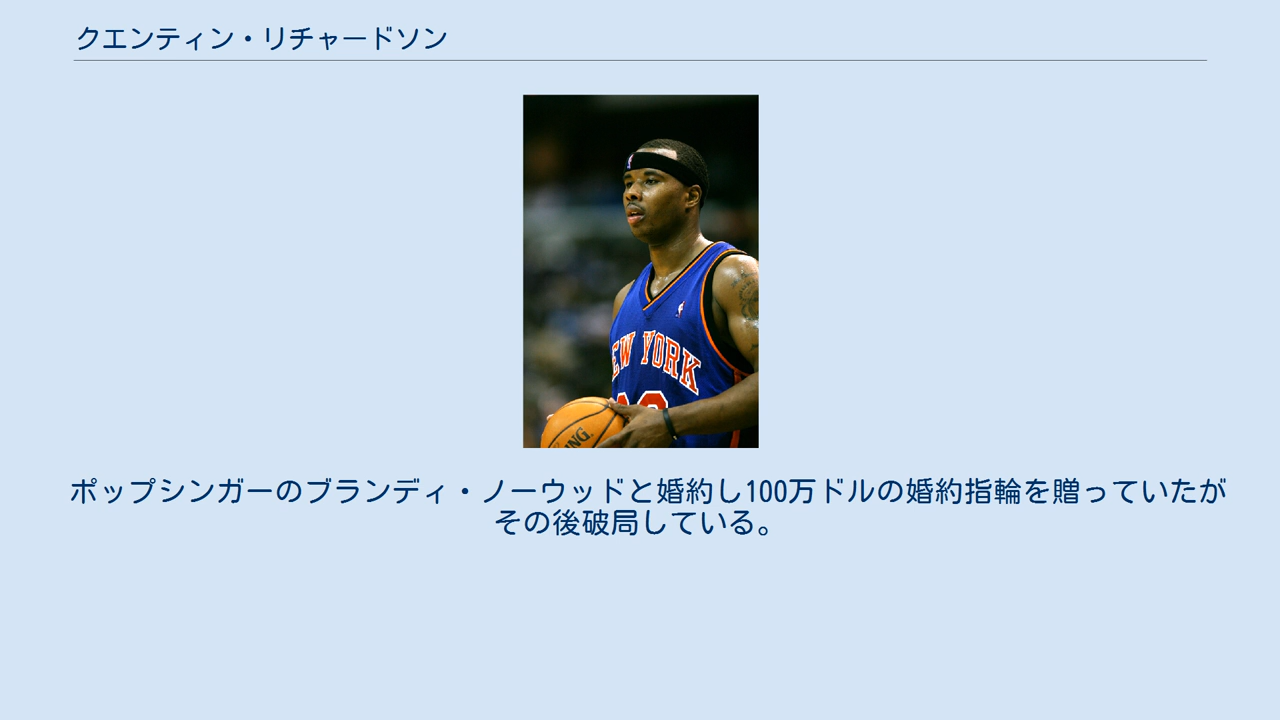 クエンティン・リチャードソン
EW YORK
ポップシンガーのブランディ・ノーウッドと婚約し100万ドルの婚約指輪を贈っていたが
その後破局している。